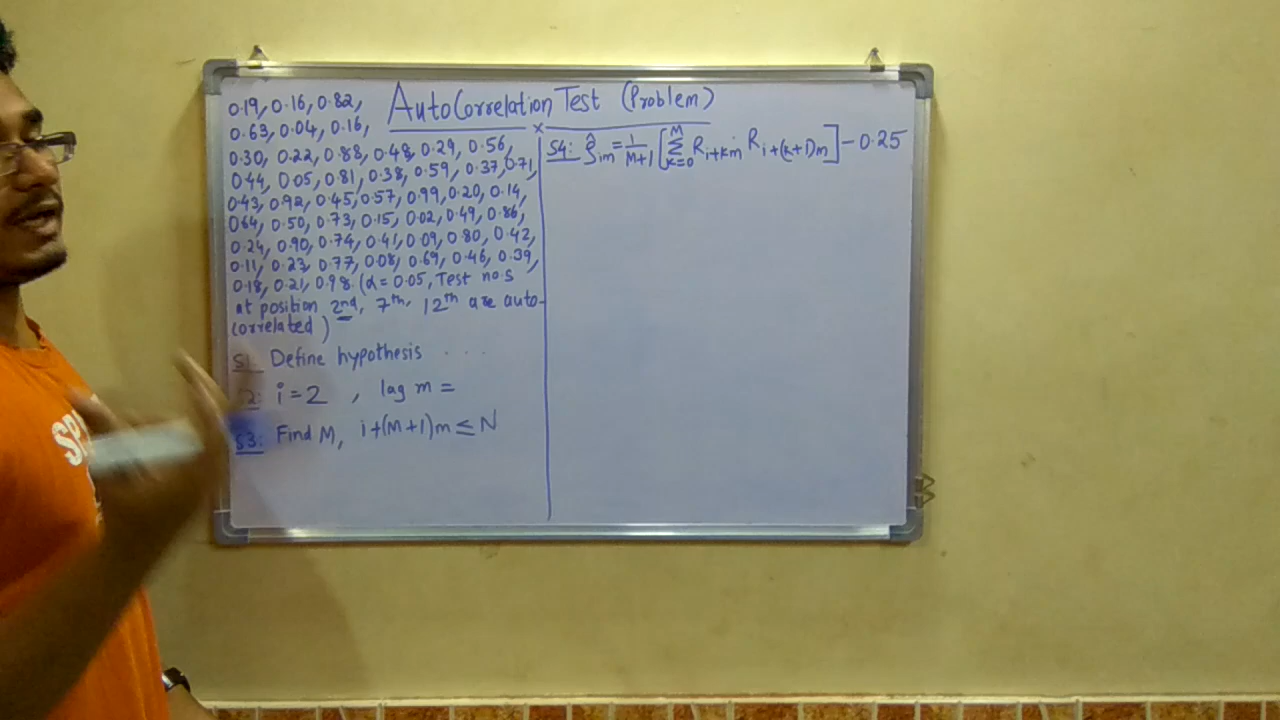 AutoCorrelation Test (Problem)
0.19, 0.16, 0.82,
0.63, 0.04, 0.16,
0.30, 0.22, 0.88, 0.48, 0.29, 0.56,
0.44, 0.05, 0.81, 0.38, 0.59, 0.37, 0.71,
0.43, 0.92, 0.45, 0.57, 0.99, 0.20, 0.14,
064, 0.50, 0.73, 0.15, 0.02, 0.49, 0.86,
0.24, 0.90, 0.74, 0.41, 0.09, 0.80, 0.42,
0.11, 0.23, 0.77, 0.08, 0.69, 0.46, 0.39,
0.18, 0.21, 0.98. (α = 0.05, Test no.s
at position 2nd, 7th, 12th are auto-
correlated)
S1: Define hypothesis ....
S2: i = 2 , lag m =
S3: Find M, i+(M+1)m ≤ N
S4: ρ̂im = 1/M+1 [M Σ k=0 Ri+km Ri+(k+1)m] - 0.25